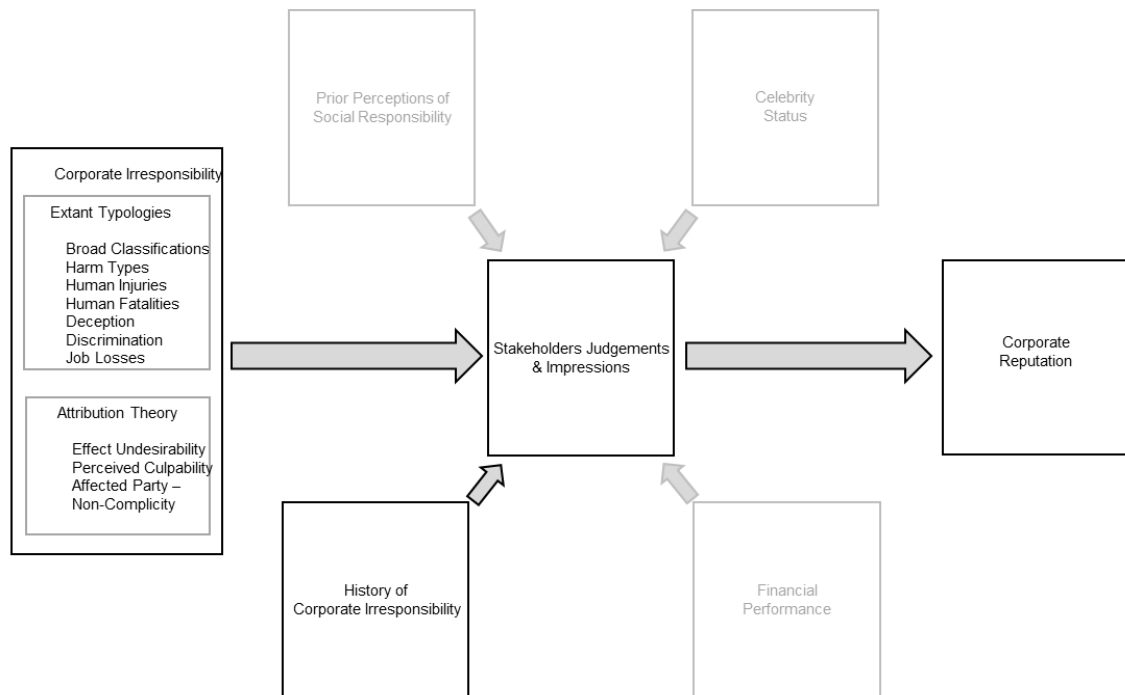 Prior Perceptions of
Social Responsibility
Celebrity
Status
Corporate Irresponsibility
Extant Typologies
Broad Classifications
Harm Types
Human Injuries
Human Fatalities
Deception
Discrimination
Job Losses
Attribution Theory
Effect Undesirability
Perceived Culpability
Affected Party –
Non-Complicity
Stakeholders Judgements
& Impressions
Corporate
Reputation
History of
Corporate Irresponsibility
Financial
Performance